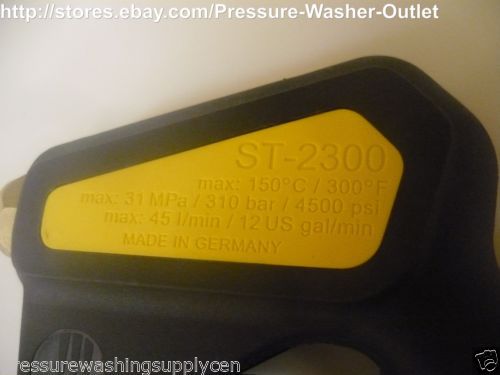 http://stores.ebay.com/Pressure-Washer-Outlet
ST-2300
max: 150°C / 300°F
max: 31 MPa / 310 bar / 4500 psi
max: 45 l/min / 12 US gal/min
MADE IN GERMANY
ressurewashingsupplycen